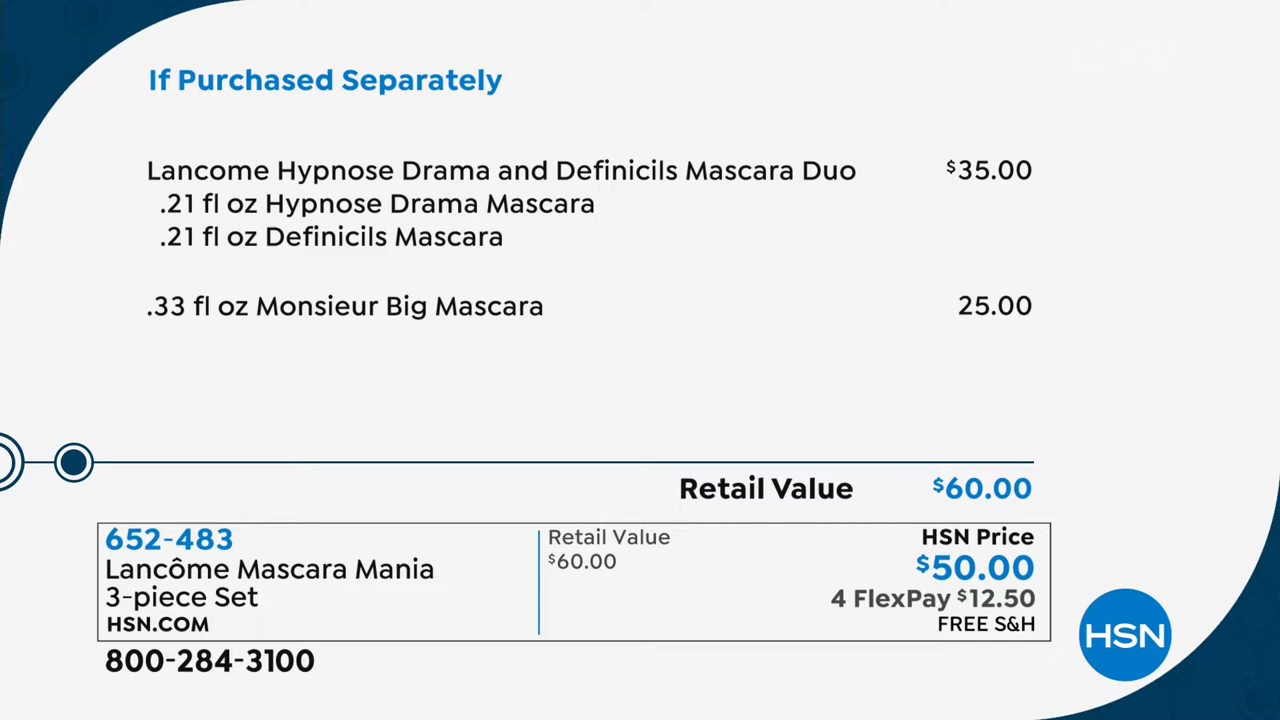 If Purchased Separately
Lancome Hypnose Drama and Definicils Mascara Duo $35.00
.21 fl oz Hypnose Drama Mascara
.21 fl oz Definicils Mascara
.33 fl oz Monsieur Big Mascara 25.00
Retail Value $60.00
652-483
Lancôme Mascara Mania
3-piece Set
HSN.COM
Retail Value
$60.00
HSN Price
$50.00
4 FlexPay $12.50
FREE S&H
800-284-3100
HSN